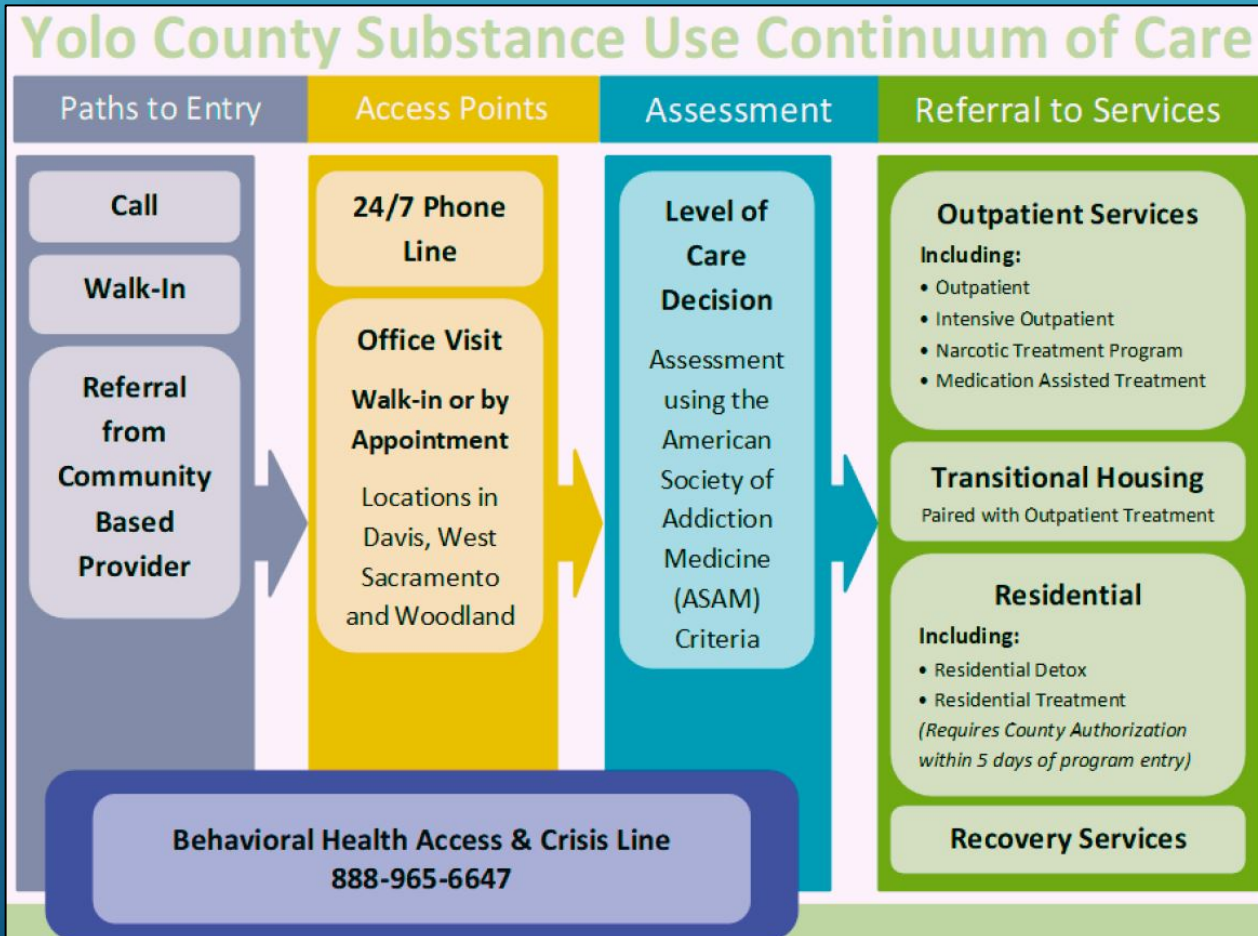 Yolo County Substance Use Continuum of Care
Paths to Entry
Access Points
Assessment
Referral to Services
Call
Walk-In
Referral
from
Community
Based
Provider
24/7 Phone
Line
Office Visit
Walk-in or by
Appointment
Locations in
Davis, West
Sacramento
and Woodland
Level of
Care
Decision
Assessment
using the
American
Society of
Addiction
Medicine
(ASAM)
Criteria
Outpatient Services
Including:
• Outpatient
• Intensive Outpatient
• Narcotic Treatment Program
• Medication Assisted Treatment
Transitional Housing
Paired with Outpatient Treatment
Residential
Including:
• Residential Detox
• Residential Treatment
(Requires County Authorization
within 5 days of program entry)
Recovery Services
Behavioral Health Access & Crisis Line
888-965-6647